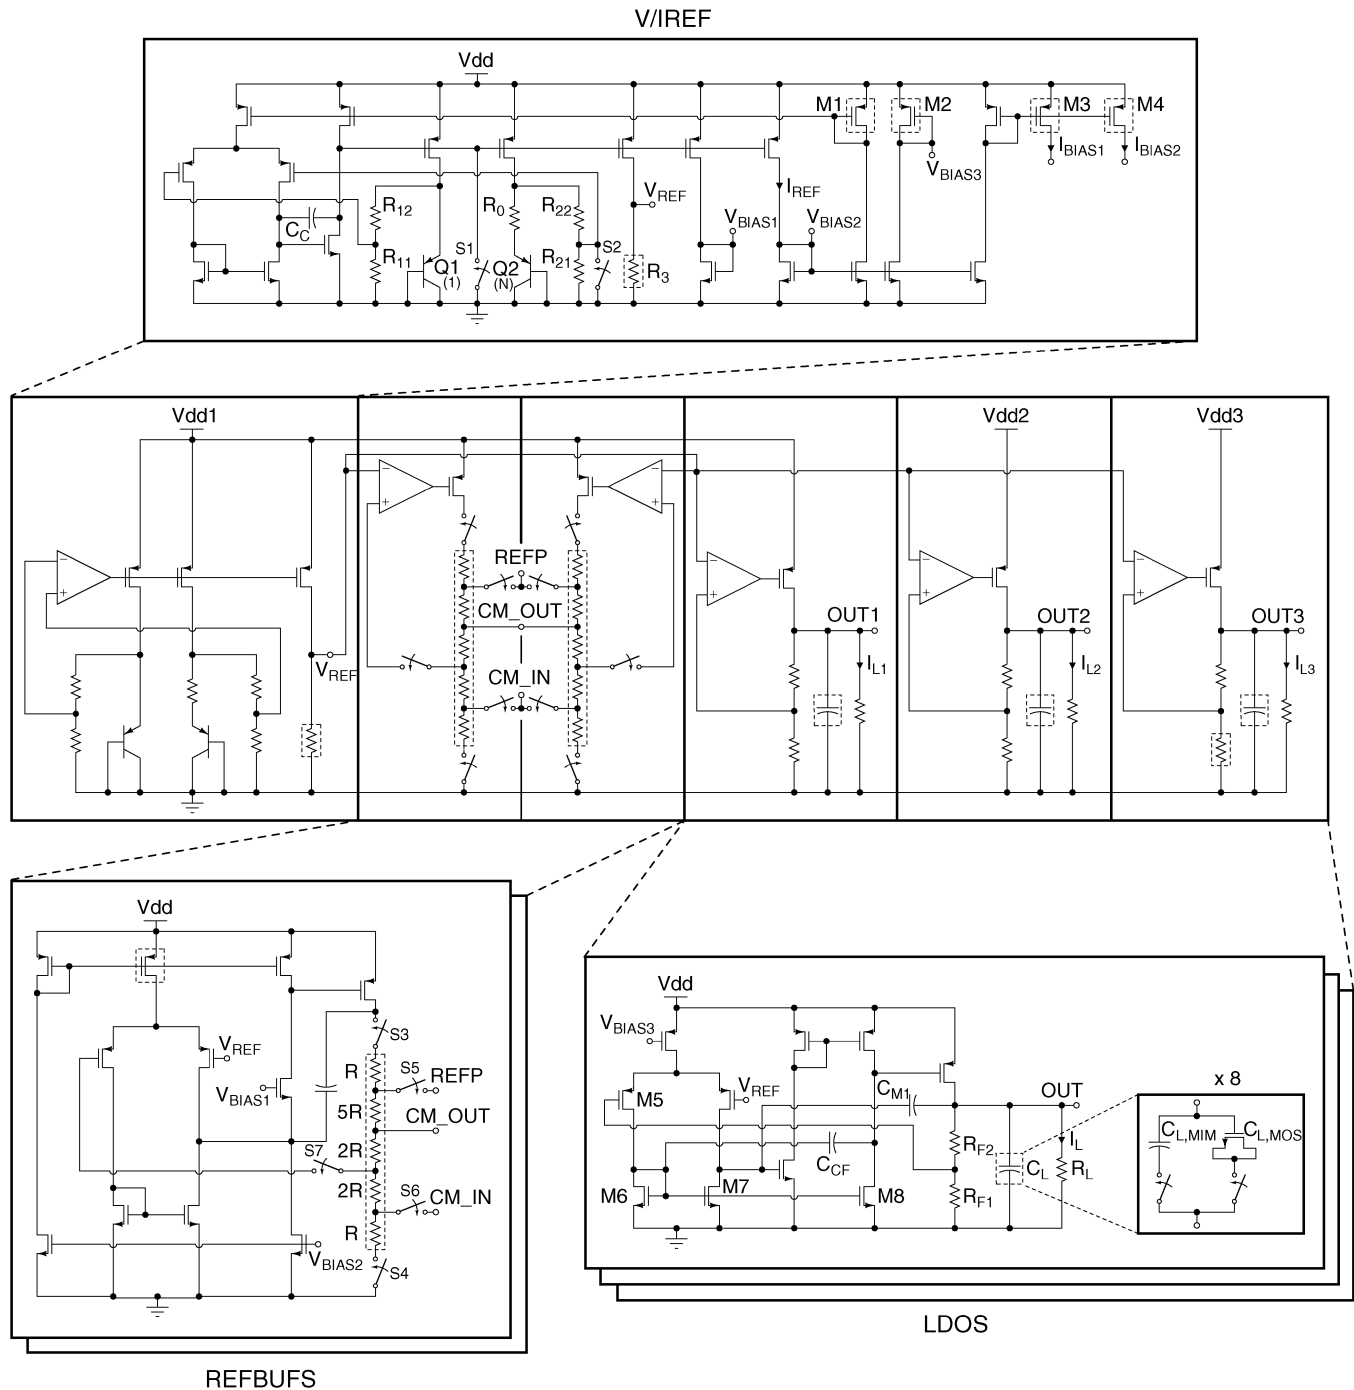 V/IREF
Vdd
M1 M2 M3 M4
IBIAS1 IBIAS2
VBIAS3
VREF IREF
R12 R0 R22
VBIAS1 VBIAS2
CC
S1 S2
R11 Q1 Q2 R21 R3
(1) (N)
Vdd1 Vdd2 Vdd3
− − 
+ +
REFP
− − − −
CM_OUT OUT1 OUT2 OUT3
+ + + +
VREF CM_IN IL1 IL2 IL3
Vdd
S3
VREF
R S5 REFP
VBIAS1
5R CM_OUT
S7 2R
2R S6 CM_IN
R
VBIAS2
S4
REFBUFS
Vdd
VBIAS3
M5 VREF CM1 OUT x 8
IL CL,MIM CL,MOS
RF2
CCF CL RL
M6 M7 M8 RF1
LDOS